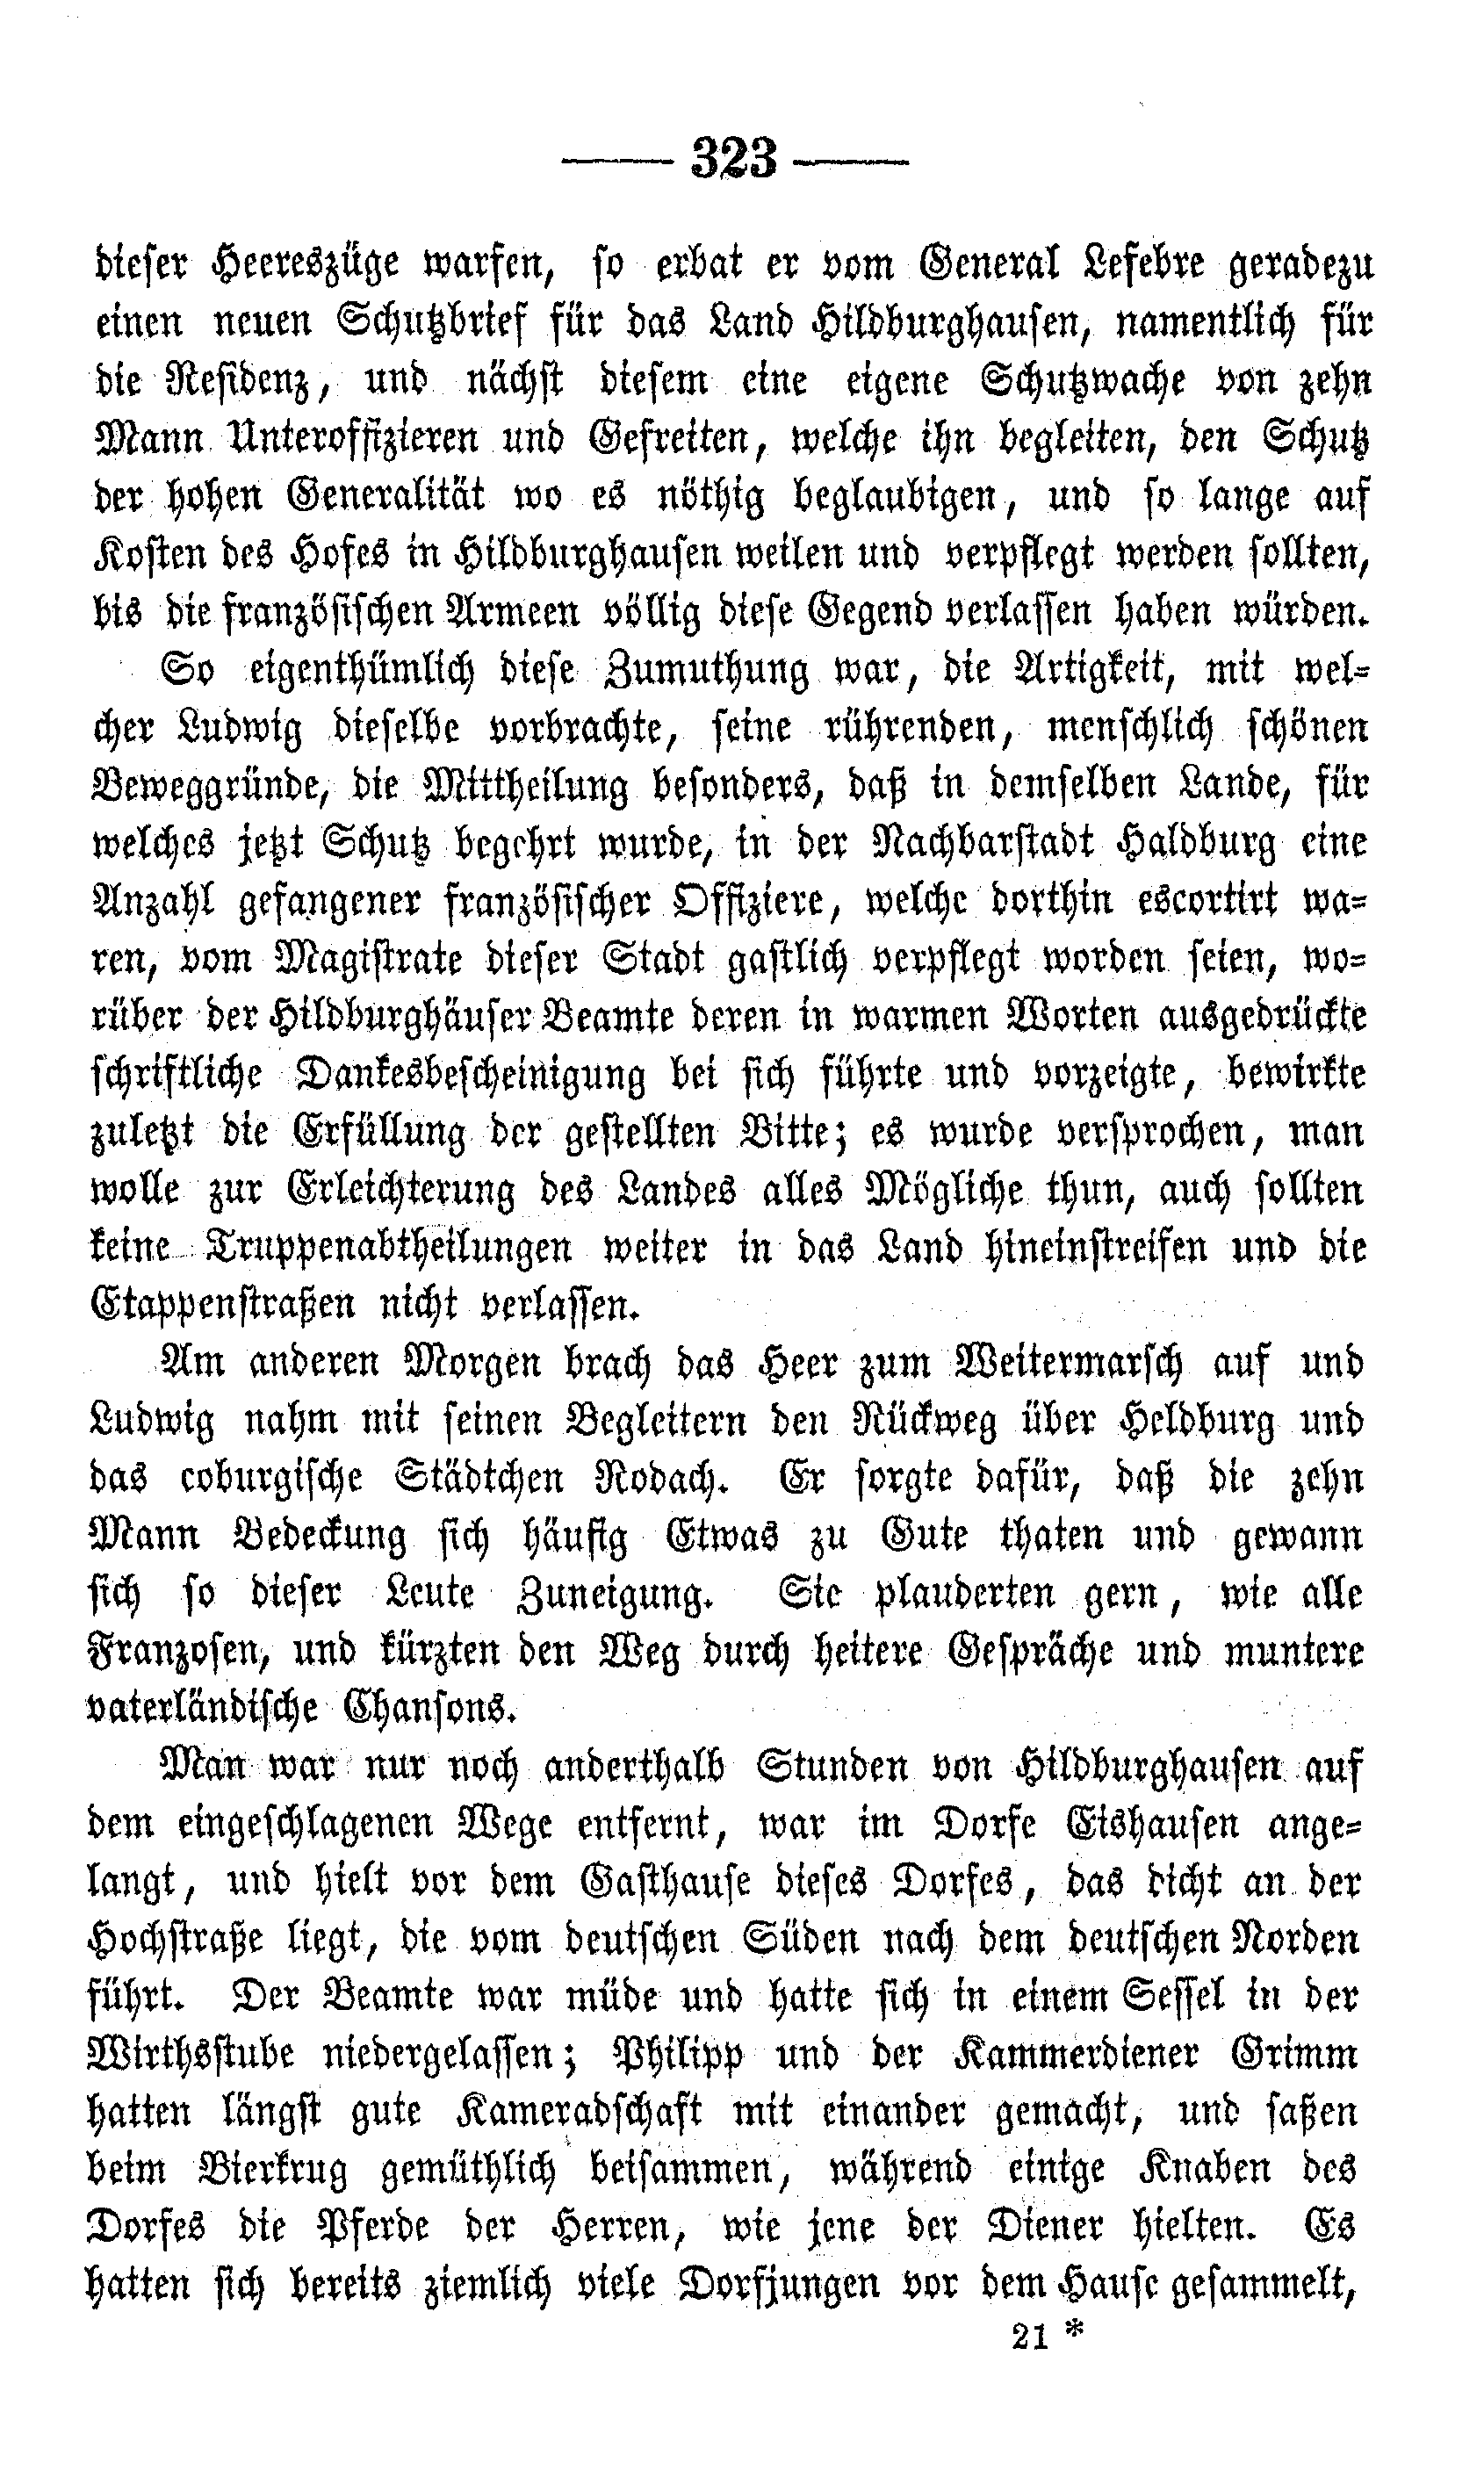 323
dieser Heereszüge warfen, so erbat er vom General Lefebre geradezu
einen neuen Schutzbrief für das Land Hildburghausen, namentlich für
die Residenz, und nächst diesem eine eigene Schutzwache von zehn
Mann Unteroffizieren und Gefreiten, welche ihn begleiten, den Schutz
der hohen Generalität wo es nöthig beglaubigen, und so lange auf
Kosten des Hofes in Hildburghausen weilen und verpflegt werden sollten,
bis die französischen Armeen völlig diese Gegend verlassen haben würden.
So eigenthümlich diese Zumuthung war, die Artigkeit, mit wel-
cher Ludwig dieselbe vorbrachte, seine rührenden, menschlich schönen
Beweggründe, die Mittheilung besonders, daß in demselben Lande, für
welches jetzt Schutz begehrt wurde, in der Nachbarstadt Haldburg eine
Anzahl gefangener französischer Offiziere, welche dorthin escortirt wa-
ren, vom Magistrate dieser Stadt gastlich verpflegt worden seien, wo-
rüber der Hildburghäuser Beamte deren in warmen Worten ausgedrückte
schriftliche Dankesbescheinigung bei sich führte und vorzeigte, bewirkte
zuletzt die Erfüllung der gestellten Bitte; es wurde versprochen, man
wolle zur Erleichterung des Landes alles Mögliche thun, auch sollten
keine Truppenabtheilungen weiter in das Land hineinstreifen und die
Etappenstraßen nicht verlassen.
Am anderen Morgen brach das Heer zum Weitermarsch auf und
Ludwig nahm mit seinen Begleitern den Rückweg über Heldburg und
das coburgische Städtchen Rodach. Er sorgte dafür, daß die zehn
Mann Bedeckung sich häufig Etwas zu Gute thaten und gewann
sich so dieser Leute Zuneigung. Sie plauderten gern, wie alle
Franzosen, und kürzten den Weg durch heitere Gespräche und muntere
vaterländische Chansons.
Man war nur noch anderthalb Stunden von Hildburghausen auf
dem eingeschlagenen Wege entfernt, war im Dorfe Eishausen ange-
langt, und hielt vor dem Gasthause dieses Dorfes, das dicht an der
Hochstraße liegt, die vom deutschen Süden nach dem deutschen Norden
führt. Der Beamte war müde und hatte sich in einem Sessel in der
Wirthsstube niedergelassen; Philipp und der Kammerdiener Grimm
hatten längst gute Kameradschaft mit einander gemacht, und saßen
beim Bierkrug gemüthlich beisammen, während einige Knaben des
Dorfes die Pferde der Herren, wie jene der Diener hielten. Es
hatten sich bereits ziemlich viele Dorfjungen vor dem Hause gesammelt,
21 *